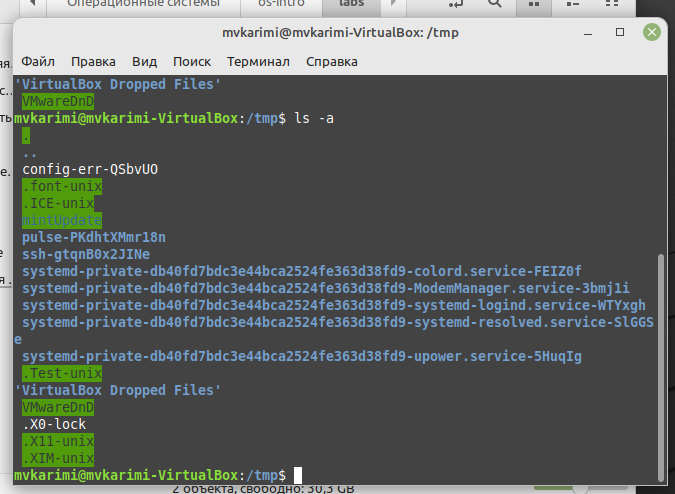 Операционные системы os-intro labs
mvkarimi@mvkarimi-VirtualBox: /tmp
Файл Правка Вид Поиск Терминал Справка
'VirtualBox Dropped Files'
VMwareDnD
mvkarimi@mvkarimi-VirtualBox:/tmp$ ls -a
.
..
config-err-QSbvUO
.font-unix
.ICE-unix
mintUpdate
pulse-PKdhtXMmr18n
ssh-gtqnB0x2JINe
systemd-private-db40fd7bdc3e44bca2524fe363d38fd9-colord.service-FEIZ0f
systemd-private-db40fd7bdc3e44bca2524fe363d38fd9-ModemManager.service-3bmj1i
systemd-private-db40fd7bdc3e44bca2524fe363d38fd9-systemd-logind.service-WTYxgh
systemd-private-db40fd7bdc3e44bca2524fe363d38fd9-systemd-resolved.service-SlGGS
e
systemd-private-db40fd7bdc3e44bca2524fe363d38fd9-upower.service-5HuqIg
.Test-unix
'VirtualBox Dropped Files'
VMwareDnD
.X0-lock
.X11-unix
.XIM-unix
mvkarimi@mvkarimi-VirtualBox:/tmp$
2 объекта, свободно: 30,3 GB